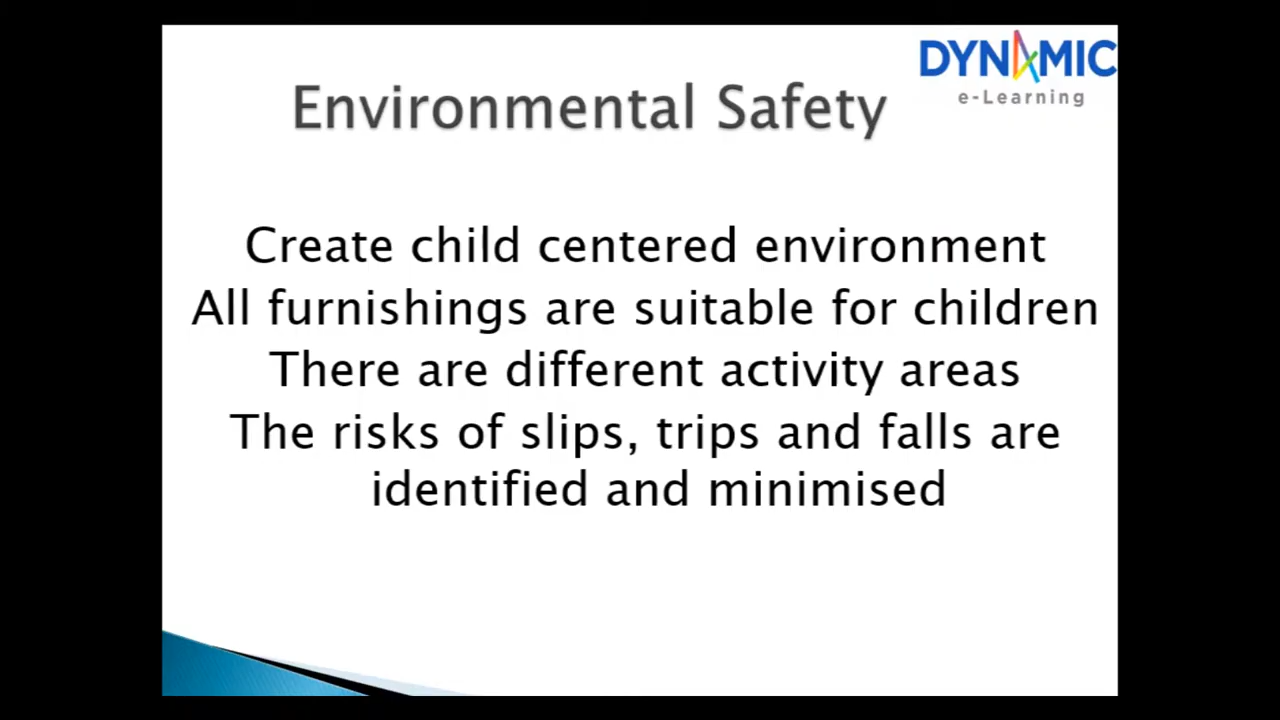 DYNAMIC
e-Learning
Environmental Safety
Create child centered environment
All furnishings are suitable for children
There are different activity areas
The risks of slips, trips and falls are
identified and minimised